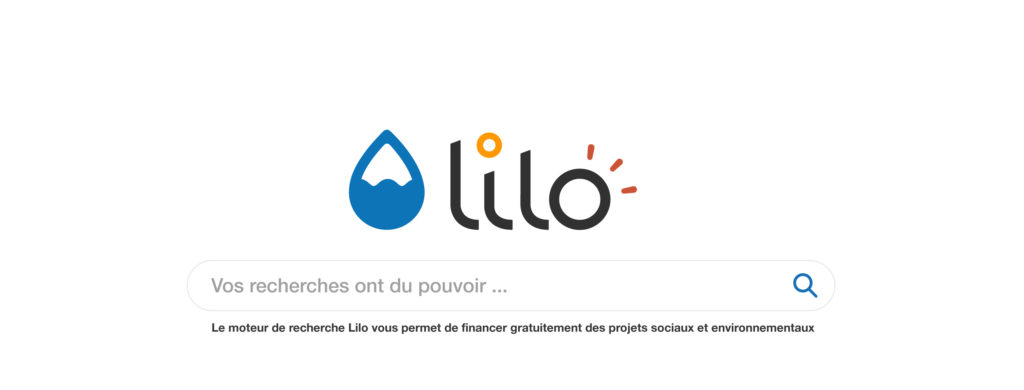 lilo
Vos recherches ont du pouvoir ...
Le moteur de recherche Lilo vous permet de financer gratuitement des projets sociaux et environnementaux